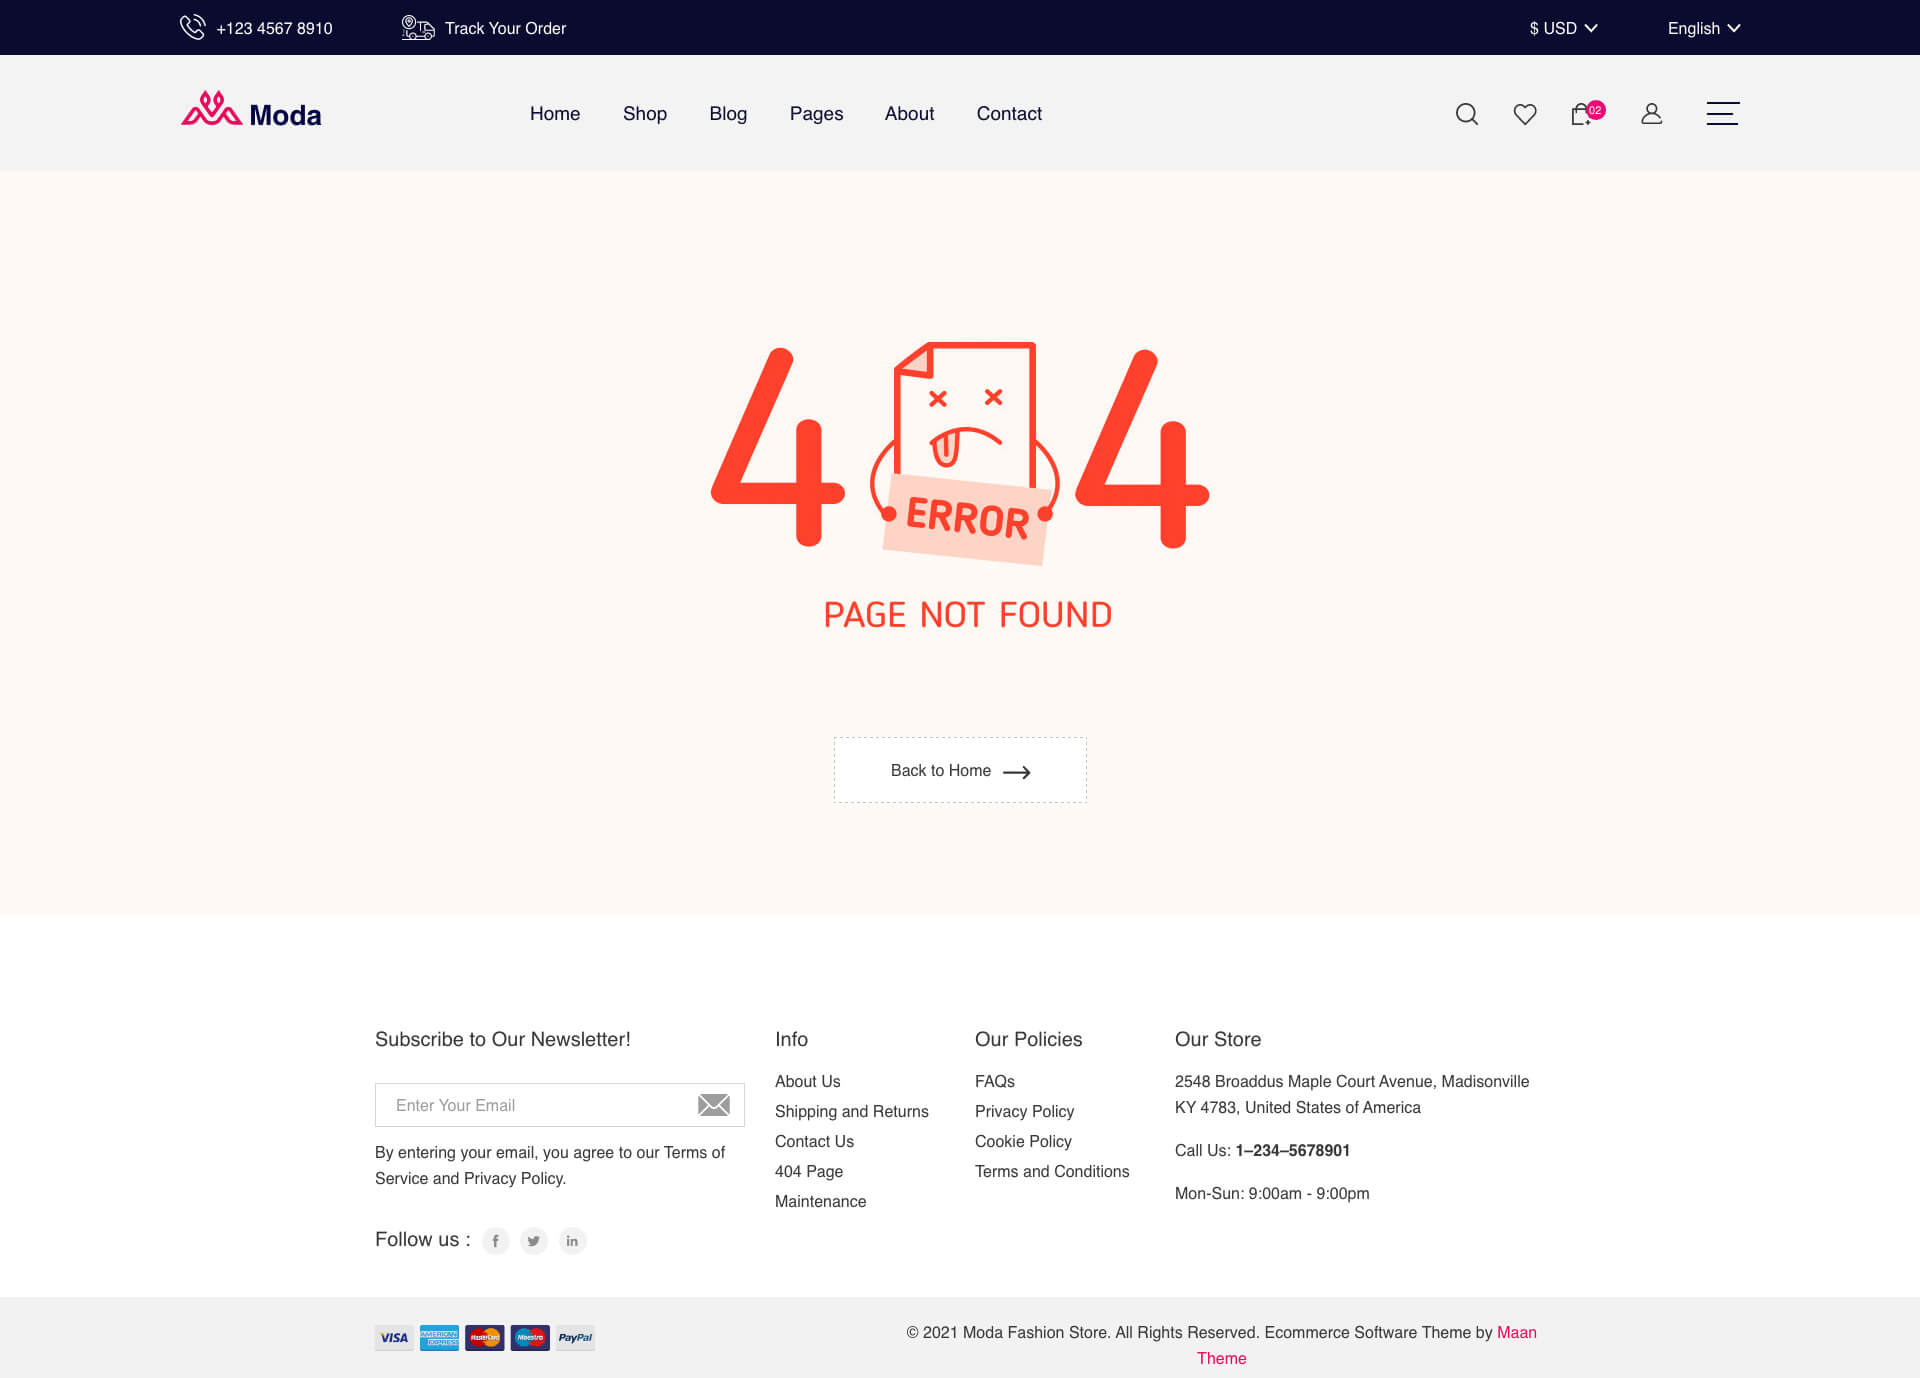 +123 4567 8910
Track Your Order
$ USD
English
Moda
Home
Shop
Blog
Pages
About
Contact
02
4 4
ERROR
PAGE NOT FOUND
Back to Home
Subscribe to Our Newsletter!
Enter Your Email
By entering your email, you agree to our Terms of
Service and Privacy Policy.
Follow us :
f
in
Info
About Us
Shipping and Returns
Contact Us
404 Page
Maintenance
Our Policies
FAQs
Privacy Policy
Cookie Policy
Terms and Conditions
Our Store
2548 Broaddus Maple Court Avenue, Madisonville
KY 4783, United States of America
Call Us: 1–234–5678901
Mon-Sun: 9:00am - 9:00pm
VISA
AMERICAN
EXPRESS
MasterCard
Maestro
PayPal
© 2021 Moda Fashion Store. All Rights Reserved. Ecommerce Software Theme by Maan
Theme